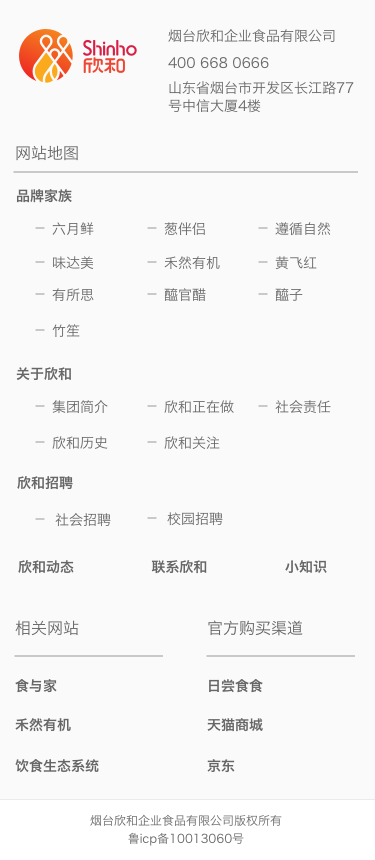 Shinho
欣和
烟台欣和企业食品有限公司
400 668 0666
山东省烟台市开发区长江路77
号中信大厦4楼
网站地图
品牌家族
六月鲜 葱伴侣 遵循自然
味达美 禾然有机 黄飞红
有所思 醯官醋 醯子
竹笙
关于欣和
集团简介 欣和正在做 社会责任
欣和历史 欣和关注
欣和招聘
社会招聘 校园招聘
欣和动态 联系欣和 小知识
相关网站 官方购买渠道
食与家 日尝食食
禾然有机 天猫商城
饮食生态系统 京东
烟台欣和企业食品有限公司版权所有
鲁icp备10013060号